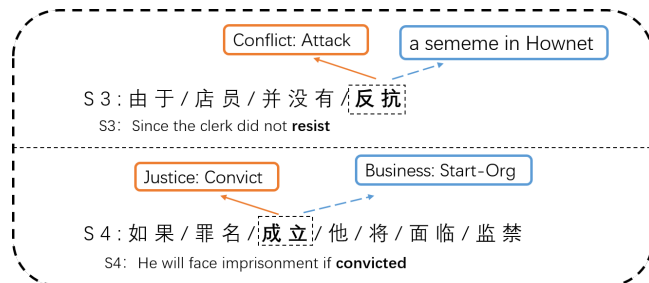 Conflict: Attack
a sememe in Hownet
S3:由于/店员/并没有/反抗
S3: Since the clerk did not resist
Justice: Convict
Business: Start-Org
S4:如果/罪名/成立/他/将/面临/监禁
S4: He will face imprisonment if convicted